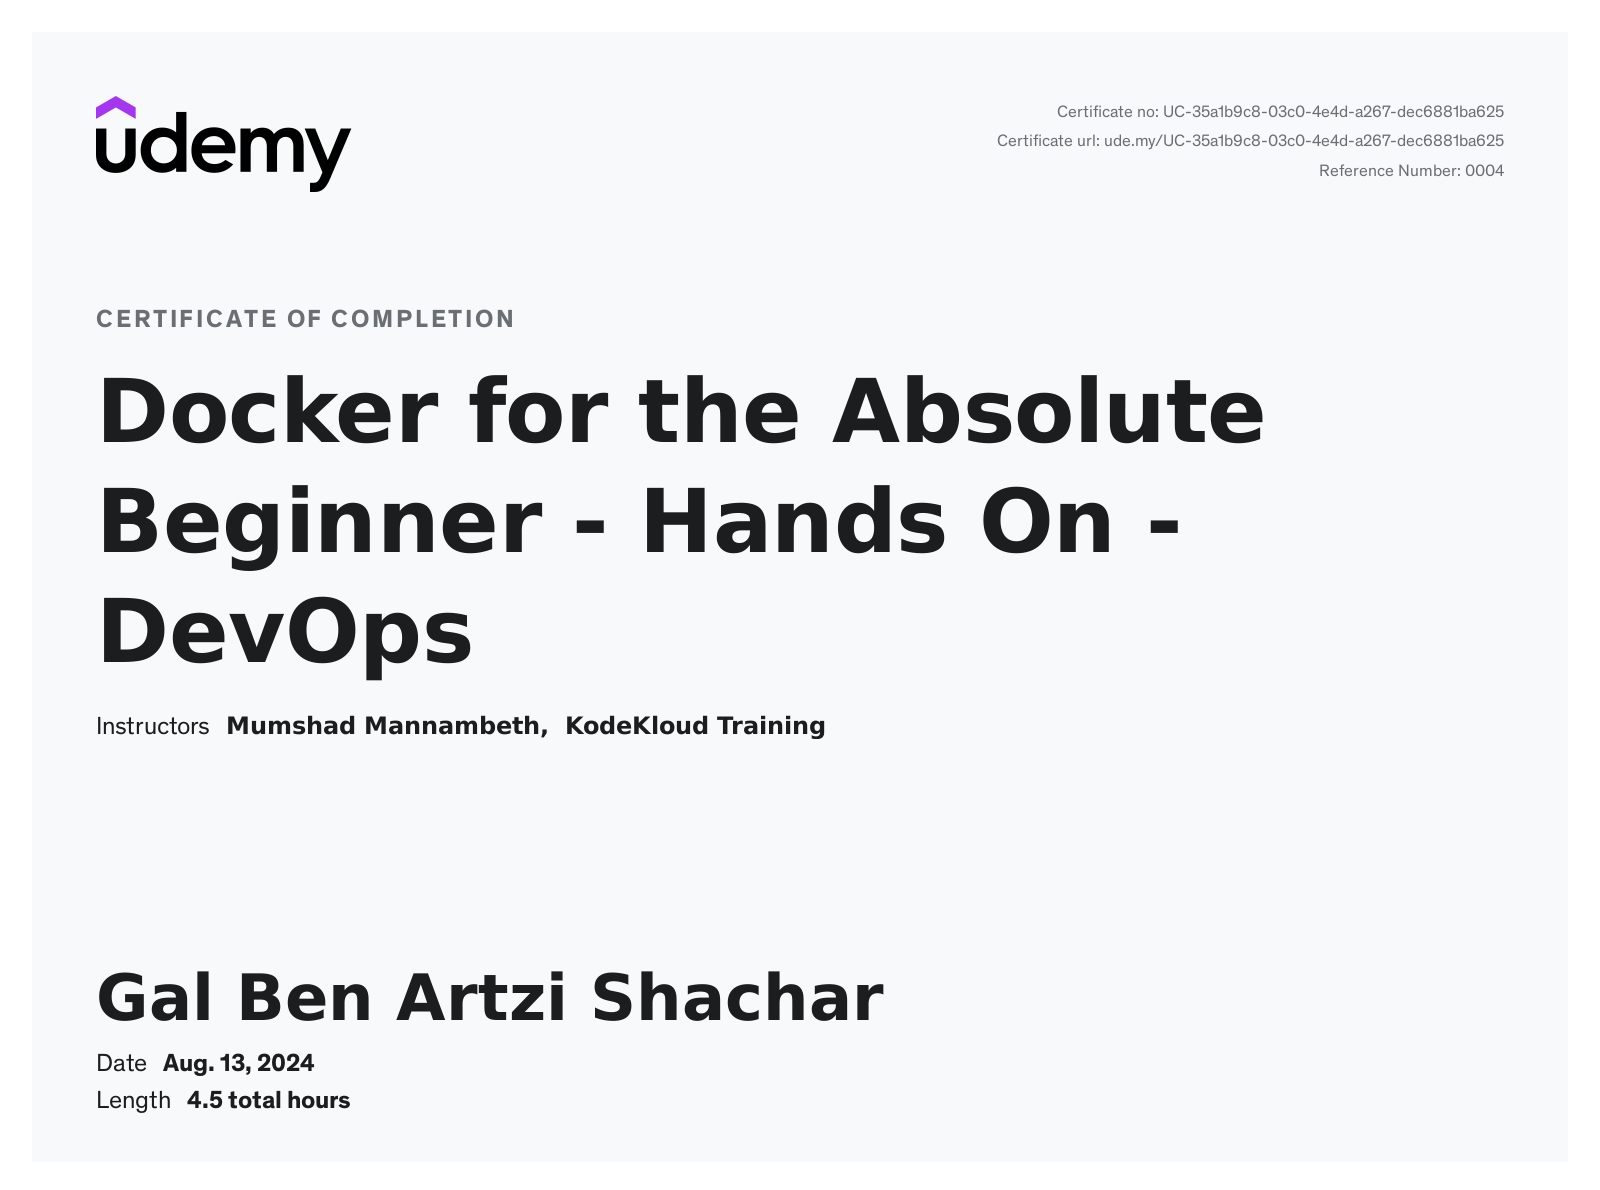 udemy
Certificate no: UC-35a1b9c8-03c0-4e4d-a267-dec6881ba625
Certificate url: ude.my/UC-35a1b9c8-03c0-4e4d-a267-dec6881ba625
Reference Number: 0004
CERTIFICATE OF COMPLETION
Docker for the Absolute
Beginner - Hands On -
DevOps
Instructors Mumshad Mannambeth, KodeKloud Training
Gal Ben Artzi Shachar
Date Aug. 13, 2024
Length 4.5 total hours